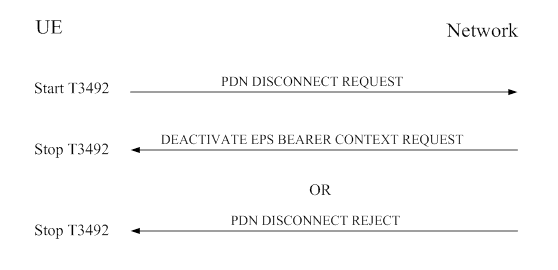 UE
Network
Start T3492
PDN DISCONNECT REQUEST
Stop T3492
DEACTIVATE EPS BEARER CONTEXT REQUEST
OR
Stop T3492
PDN DISCONNECT REJECT